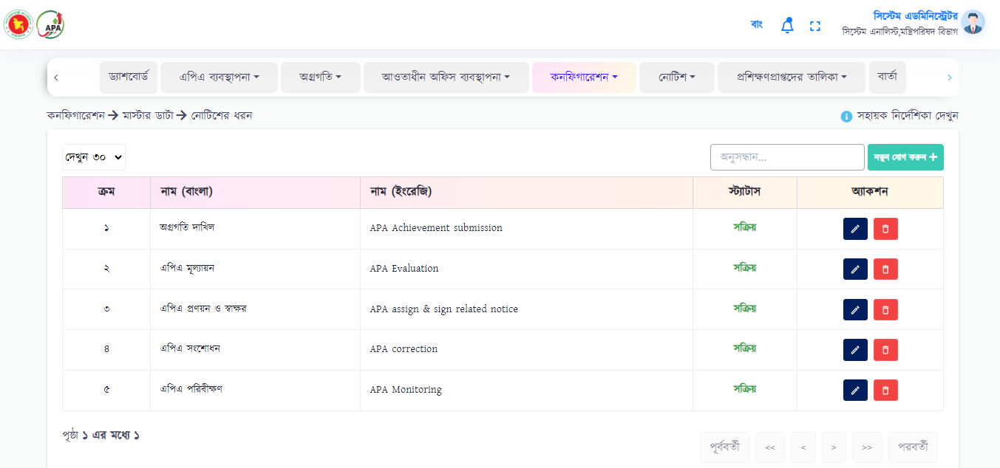 APA
বাং
সিস্টেম এডমিনিস্ট্রেটর
সিস্টেম এনালিস্ট,মন্ত্রিপরিষদ বিভাগ
ড্যাশবোর্ড এপিএ ব্যবস্থাপনা অগ্রগতি আওতাধীন অফিস ব্যবস্থাপনা কনফিগারেশন নোটিশ প্রশিক্ষণপ্রাপ্তদের তালিকা বার্তা
কনফিগারেশন → মাস্টার ডাটা → নোটিশের ধরন সহায়ক নির্দেশিকা দেখুন
দেখুন ৩০ অনুসন্ধান... নতুন যোগ করুন +
ক্রম নাম (বাংলা) নাম (ইংরেজি) স্ট্যাটাস অ্যাকশন
১ অগ্রগতি দাখিল APA Achievement submission সক্রিয়
২ এপিএ মূল্যায়ন APA Evaluation সক্রিয়
৩ এপিএ প্রণয়ন ও স্বাক্ষর APA assign & sign related notice সক্রিয়
৪ এপিএ সংশোধন APA correction সক্রিয়
৫ এপিএ পরিবীক্ষণ APA Monitoring সক্রিয়
পৃষ্ঠা ১ এর মধ্যে ১ পূর্ববর্তী << < > >> পরবর্তী